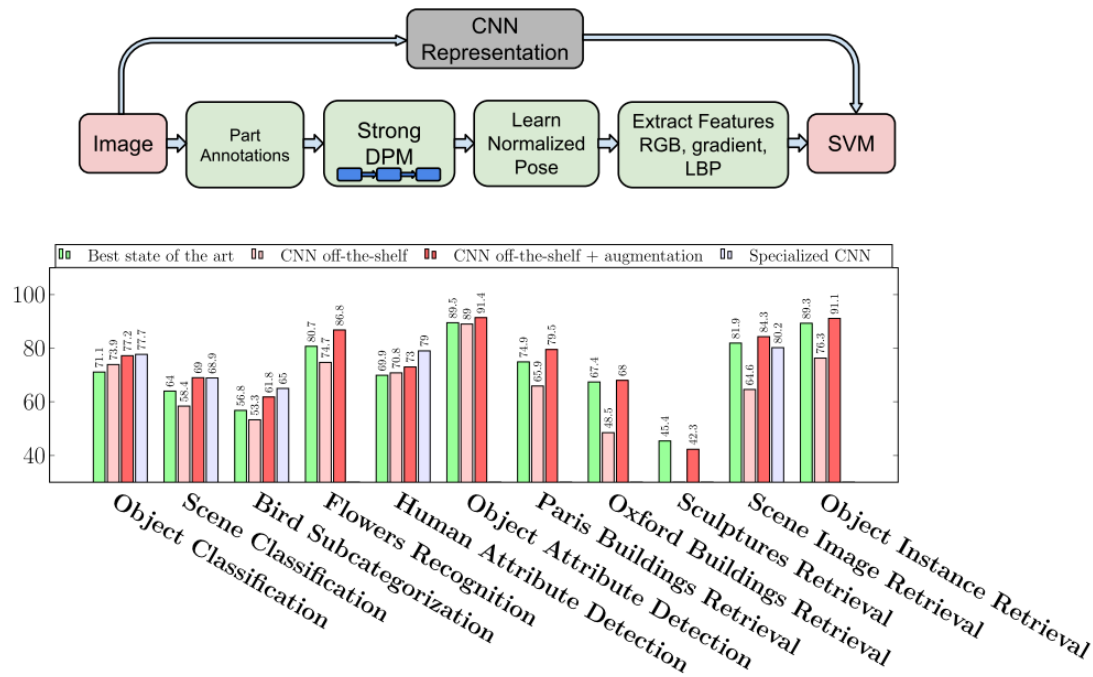 CNN
Representation
Image
Part
Annotations
Strong
DPM
Learn
Normalized
Pose
Extract Features
RGB, gradient,
LBP
SVM
Best state of the art
CNN off-the-shelf
CNN off-the-shelf + augmentation
Specialized CNN
100
80
60
40
71.1
73.9
77.2
77.7
64
58.4
69
68.9
56.8
53.3
61.8
65
80.7
74.7
86.8
69.9
70.8
73
79
89.5
89
91.4
74.9
65.9
79.5
67.4
48.5
68
45.4
42.3
81.9
64.6
84.3
80.2
89.3
76.3
91.1
Object Classification
Scene Classification
Bird Subcategorization
Flowers Recognition
Human Attribute Detection
Object Attribute Detection
Paris Buildings Retrieval
Oxford Buildings Retrieval
Sculptures Retrieval
Scene Image Retrieval
Object Instance Retrieval